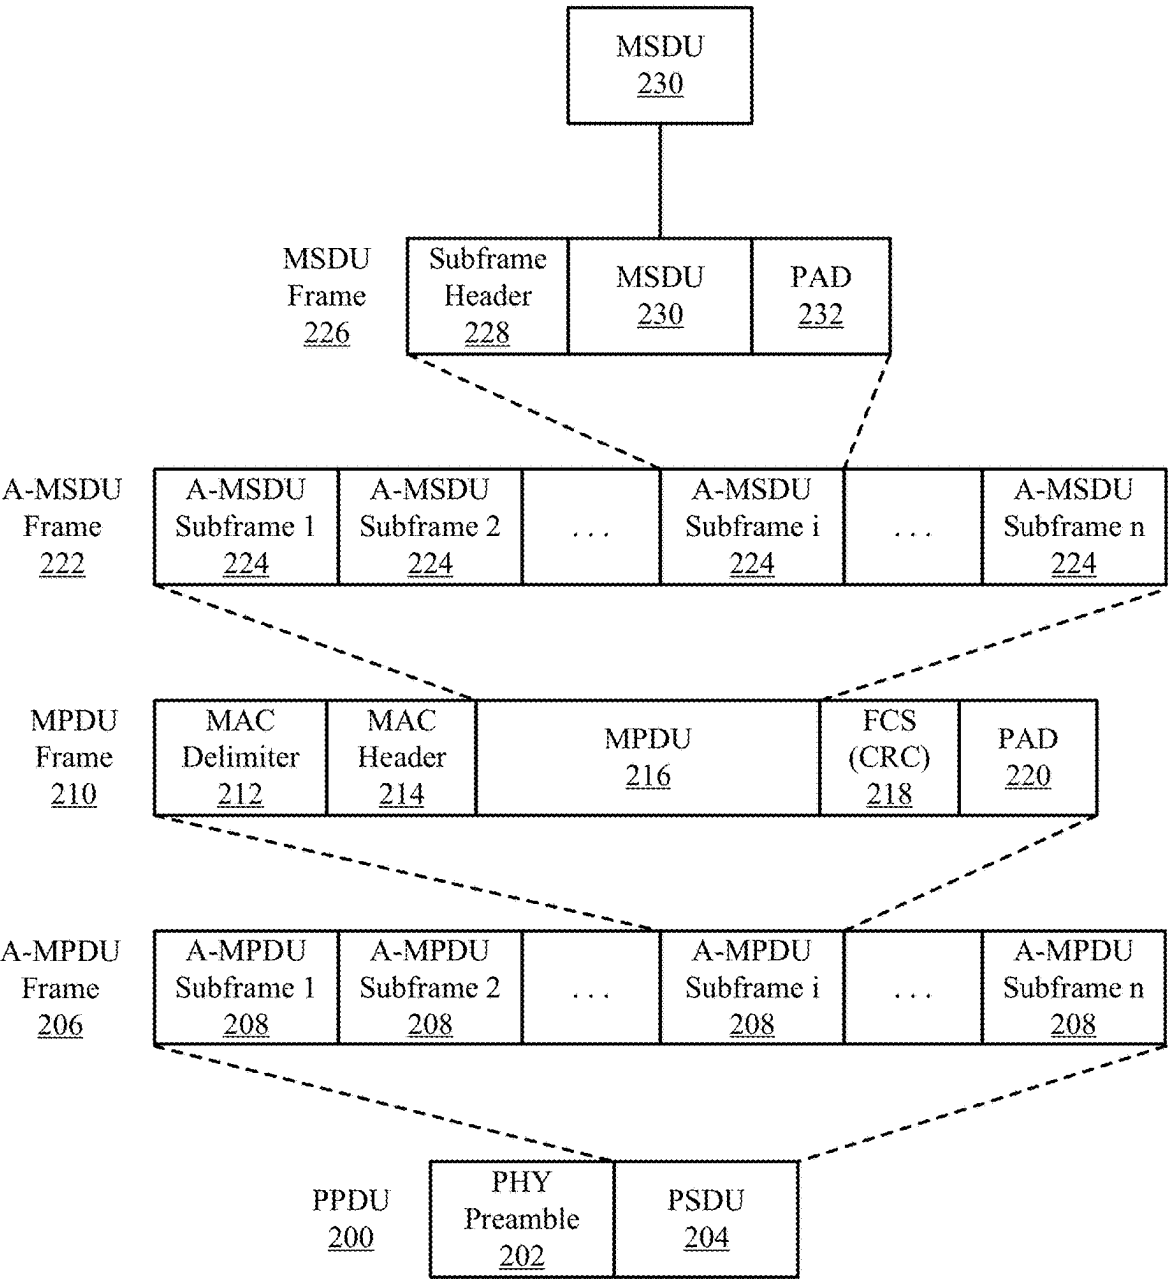 MSDU
230
MSDU
Frame
226
Subframe
Header
228
MSDU
230
PAD
232
A-MSDU
Frame
222
A-MSDU
Subframe 1
224
A-MSDU
Subframe 2
224
. . .
A-MSDU
Subframe i
224
. . .
A-MSDU
Subframe n
224
MPDU
Frame
210
MAC
Delimiter
212
MAC
Header
214
MPDU
216
FCS
(CRC)
218
PAD
220
A-MPDU
Frame
206
A-MPDU
Subframe 1
208
A-MPDU
Subframe 2
208
. . .
A-MPDU
Subframe i
208
. . .
A-MPDU
Subframe n
208
PPDU
200
PHY
Preamble
202
PSDU
204